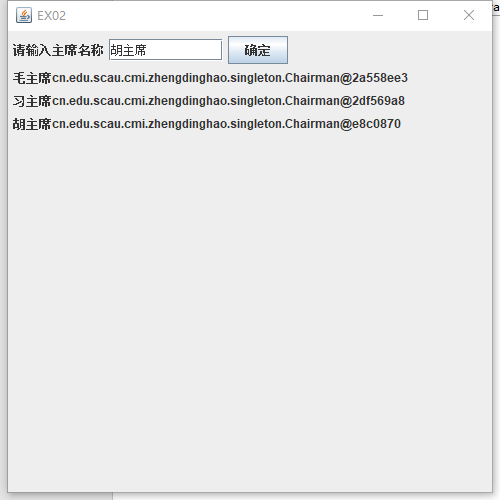 EX02
请输入主席名称 胡主席 确定
毛主席cn.edu.scau.cmi.zhengdinghao.singleton.Chairman@2a558ee3
习主席cn.edu.scau.cmi.zhengdinghao.singleton.Chairman@2df569a8
胡主席cn.edu.scau.cmi.zhengdinghao.singleton.Chairman@e8c0870